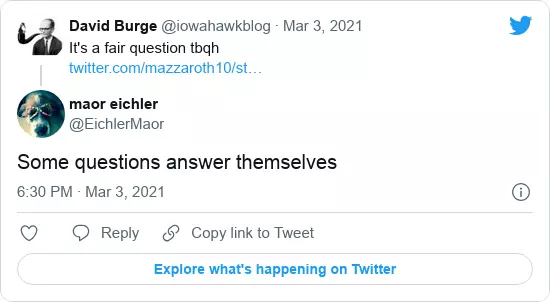 David Burge @iowahawkblog · Mar 3, 2021
It's a fair question tbqh
twitter.com/mazzaroth10/st…
maor eichler
@EichlerMaor
Some questions answer themselves
6:30 PM · Mar 3, 2021
Reply
Copy link to Tweet
Explore what's happening on Twitter